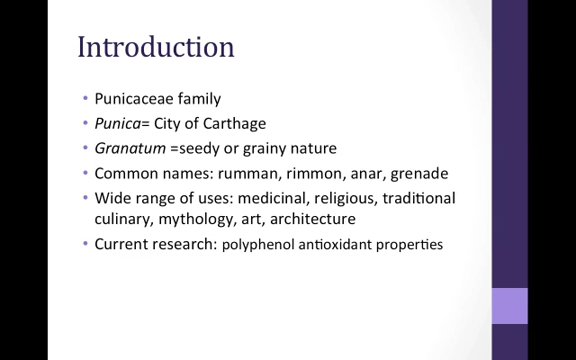 Introduction
• Punicaceae family
• Punica= City of Carthage
• Granatum =seedy or grainy nature
• Common names: rumman, rimmon, anar, grenade
• Wide range of uses: medicinal, religious, traditional
culinary, mythology, art, architecture
• Current research: polyphenol antioxidant properties